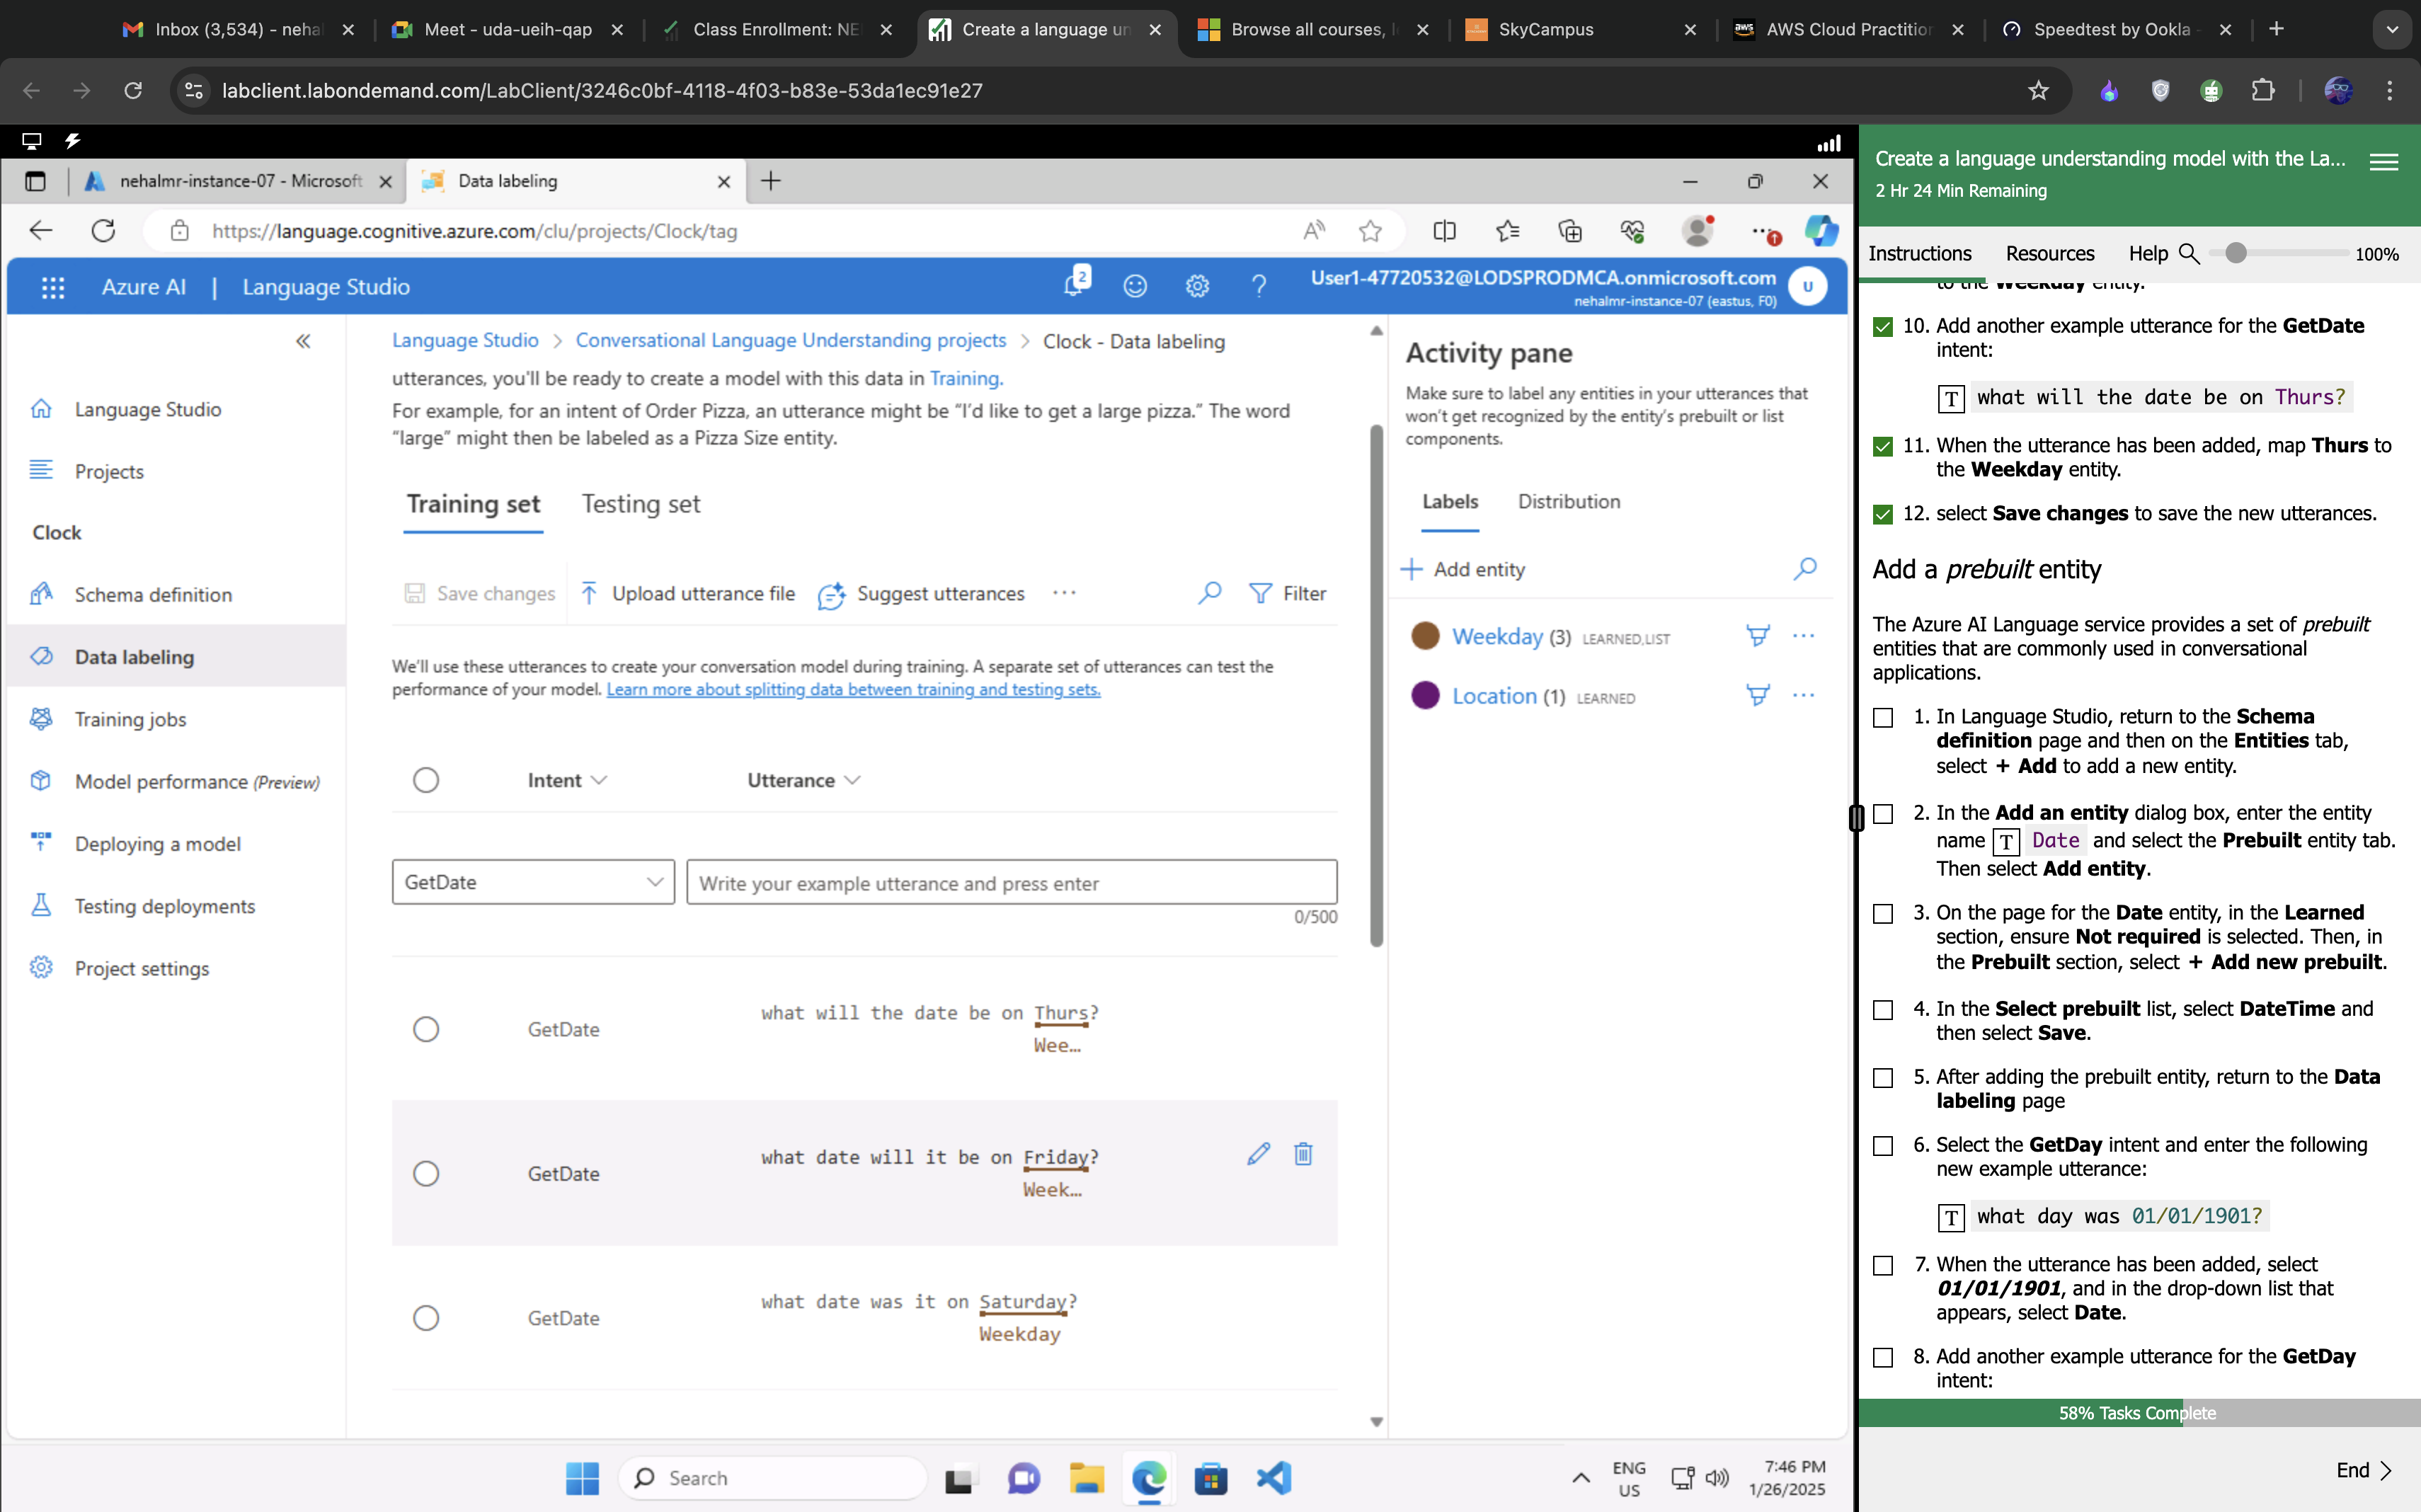 Inbox (3,534) - neha
Meet - uda-ueih-qap
Class Enrollment: NE
Create a language un
Browse all courses, l
SkyCampus
AWS Cloud Practition
Speedtest by Ookla
labclient.labondemand.com/LabClient/3246c0bf-4118-4f03-b83e-53da1ec91e27
nehalmr-instance-07 - Microsoft
Data labeling
https://language.cognitive.azure.com/clu/projects/Clock/tag
Azure AI | Language Studio
2
User1-47720532@LODSPRODMCA.onmicrosoft.com
nehalmr-instance-07 (eastus, F0)
U
Language Studio
Projects
Clock
Schema definition
Data labeling
Training jobs
Model performance (Preview)
Deploying a model
Testing deployments
Project settings
Language Studio > Conversational Language Understanding projects > Clock - Data labeling
utterances, you'll be ready to create a model with this data in Training.
For example, for an intent of Order Pizza, an utterance might be “I’d like to get a large pizza.” The word
“large” might then be labeled as a Pizza Size entity.
Training set
Testing set
Save changes
Upload utterance file
Suggest utterances
Filter
We'll use these utterances to create your conversation model during training. A separate set of utterances can test the
performance of your model. Learn more about splitting data between training and testing sets.
Intent
Utterance
GetDate
Write your example utterance and press enter
0/500
GetDate
what will the date be on Thurs?
Wee...
GetDate
what date will it be on Friday?
Week...
GetDate
what date was it on Saturday?
Weekday
Activity pane
Make sure to label any entities in your utterances that
won't get recognized by the entity's prebuilt or list
components.
Labels
Distribution
Add entity
Weekday (3) LEARNED,LIST
Location (1) LEARNED
Search
ENG
US
7:46 PM
1/26/2025
Create a language understanding model with the La...
2 Hr 24 Min Remaining
Instructions
Resources
Help
100%
to the Weekday entity.
10. Add another example utterance for the GetDate
intent:
T what will the date be on Thurs?
11. When the utterance has been added, map Thurs to
the Weekday entity.
12. select Save changes to save the new utterances.
Add a prebuilt entity
The Azure AI Language service provides a set of prebuilt
entities that are commonly used in conversational
applications.
1. In Language Studio, return to the Schema
definition page and then on the Entities tab,
select + Add to add a new entity.
2. In the Add an entity dialog box, enter the entity
name T Date and select the Prebuilt entity tab.
Then select Add entity.
3. On the page for the Date entity, in the Learned
section, ensure Not required is selected. Then, in
the Prebuilt section, select + Add new prebuilt.
4. In the Select prebuilt list, select DateTime and
then select Save.
5. After adding the prebuilt entity, return to the Data
labeling page
6. Select the GetDay intent and enter the following
new example utterance:
T what day was 01/01/1901?
7. When the utterance has been added, select
01/01/1901, and in the drop-down list that
appears, select Date.
8. Add another example utterance for the GetDay
intent:
58% Tasks Complete
End